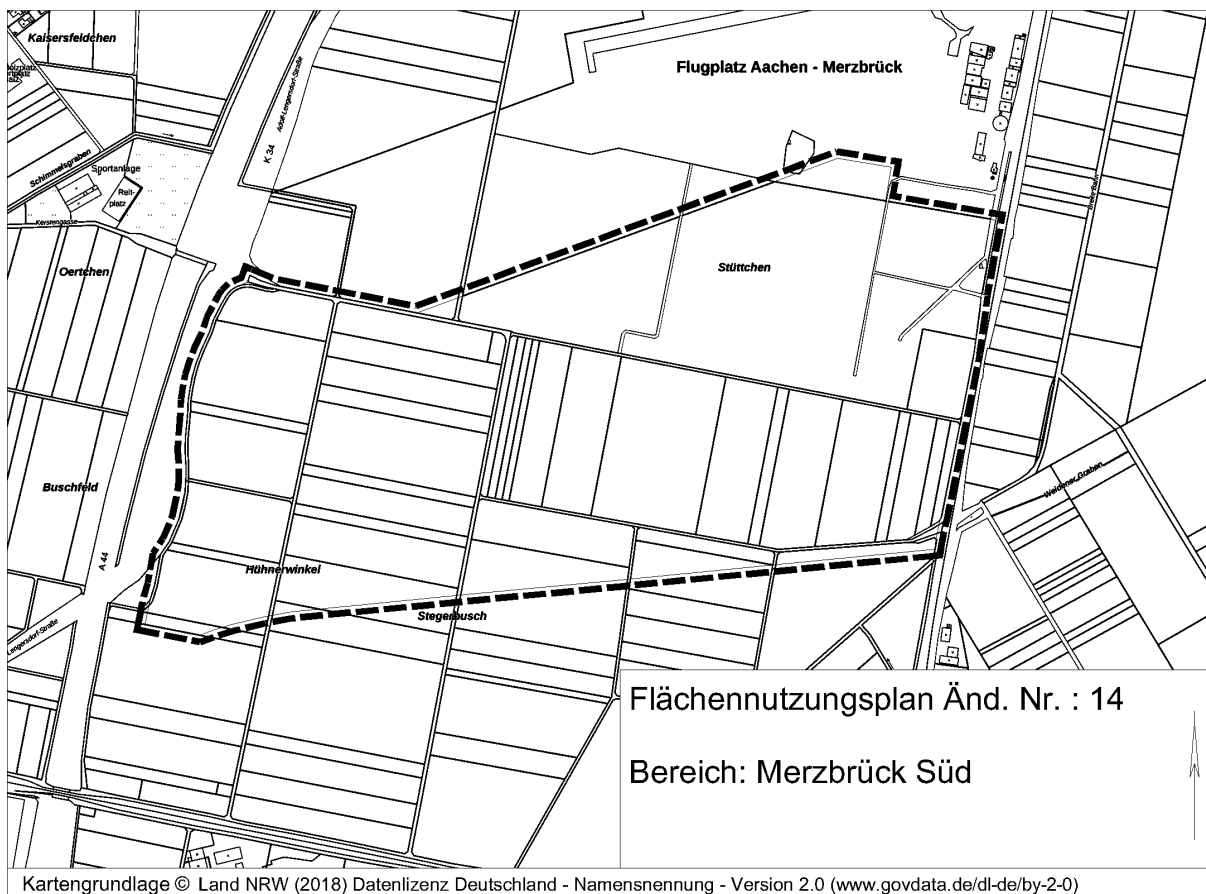 Kaisersfeldchen
Flugplatz Aachen - Merzbrück
Adolf-Lengersdorf-Straße
K 34
Schimmelsgraben
Sportanlage
Reit-
platz
Kerstengasse
Oertchen
Stüttchen
Buschfeld
Weidener Graben
A 44
Hühnerwinkel
Stegerbusch
Lengersdorf-Straße
Flächennutzungsplan Änd. Nr. : 14
Bereich: Merzbrück Süd
Kartengrundlage © Land NRW (2018) Datenlizenz Deutschland - Namensnennung - Version 2.0 (www.govdata.de/dl-de/by-2-0)